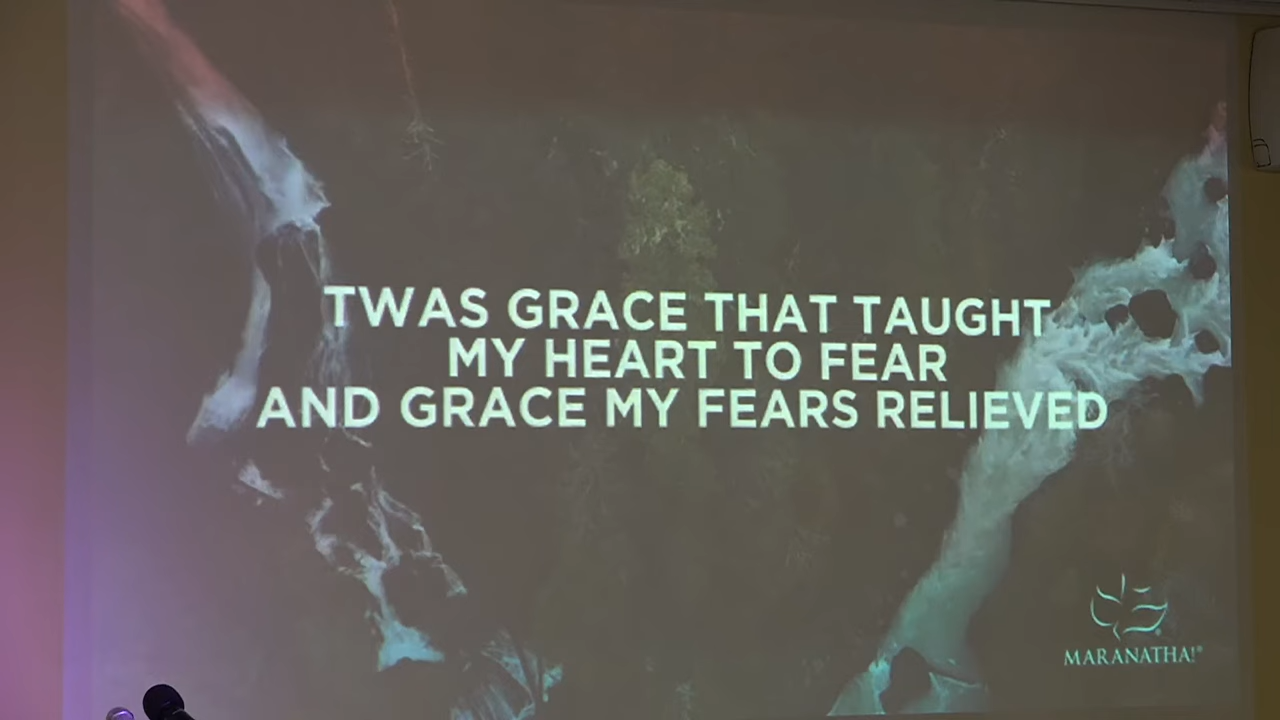 TWAS GRACE THAT TAUGHT
MY HEART TO FEAR
AND GRACE MY FEARS RELIEVED
MARANATHA!®